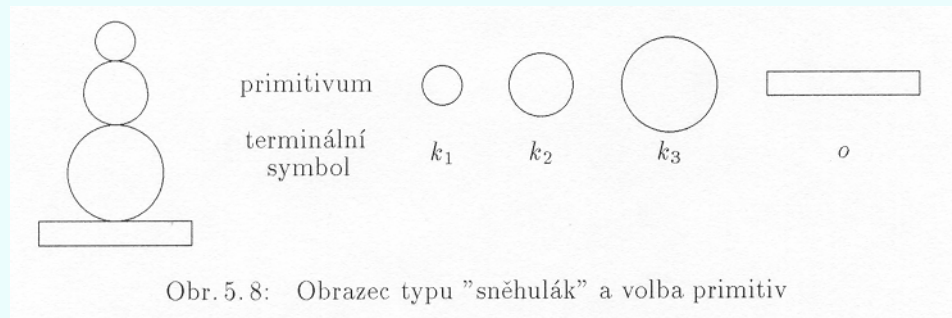 primitivum
terminální
symbol
k₁ k₂ k₃ o
Obr. 5. 8: Obrazec typu "sněhulák" a volba primitiv